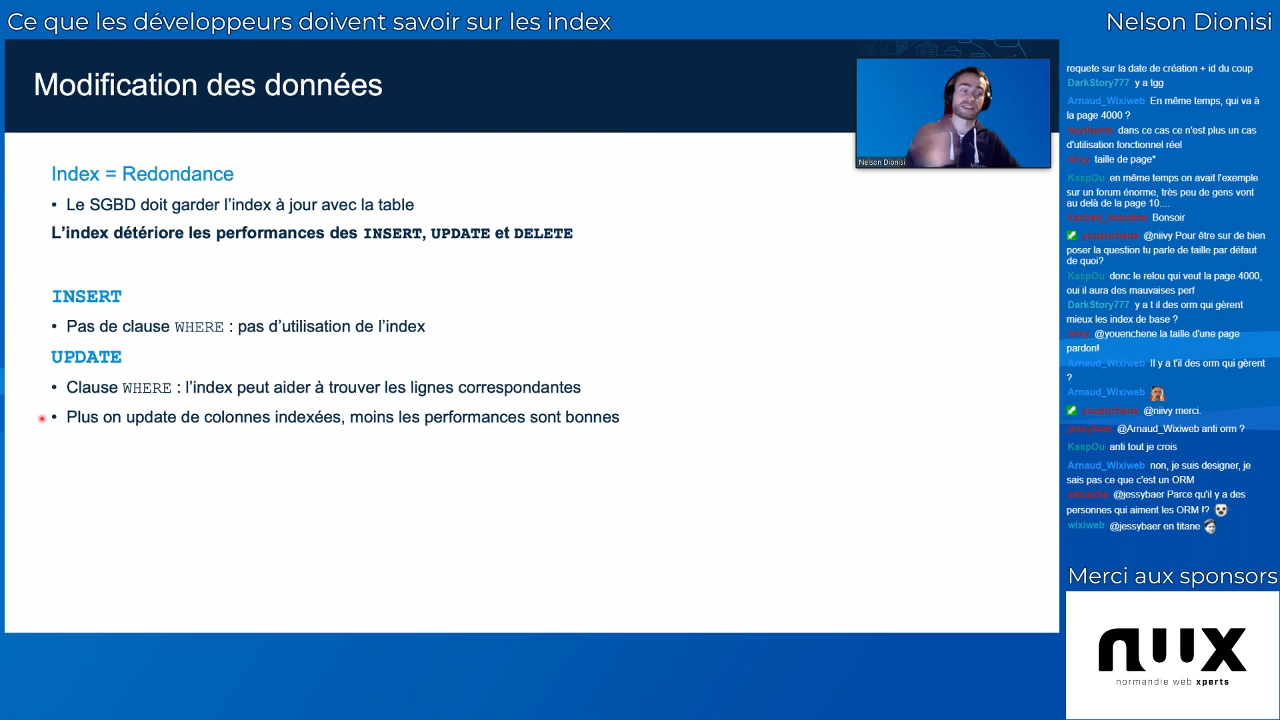 Ce que les développeurs doivent savoir sur les index
Nelson Dionisi
Modification des données
Nelson Dionisi
Index = Redondance
• Le SGBD doit garder l'index à jour avec la table
L'index détériore les performances des INSERT, UPDATE et DELETE
INSERT
• Pas de clause WHERE : pas d'utilisation de l'index
UPDATE
• Clause WHERE : l'index peut aider à trouver les lignes correspondantes
• Plus on update de colonnes indexées, moins les performances sont bonnes
requete sur la date de création + id du coup
DarkStory777 y a tgg
Arnaud_Wixiweb En même temps, qui va à
la page 4000 ?
dans ce cas ce n'est plus un cas
d'utilisation fonctionnel réel
niivy taille de page*
KaspOu en même temps on avait l'exemple
sur un forum énorme, très peu de gens vont
au delà de la page 10....
Bonsoir
youenchene @niivy Pour être sur de bien
poser la question tu parle de taille par défaut
de quoi?
KaspOu donc le relou qui veut la page 4000,
oui il aura des mauvaises perf
DarkStory777 y a t il des orm qui gèrent
mieux les index de base ?
niivy @youenchene la taille d'une page
pardon!
Arnaud_Wixiweb Il y a t'il des orm qui gèrent
?
Arnaud_Wixiweb
youenchene @niivy merci.
jessybaer @Arnaud_Wixiweb anti orm ?
KaspOu anti tout je crois
Arnaud_Wixiweb non, je suis designer, je
sais pas ce que c'est un ORM
@jessybaer Parce qu'il y a des
personnes qui aiment les ORM !?
wixiweb @jessybaer en titane
Merci aux sponsors
nwx
normandie web xperts